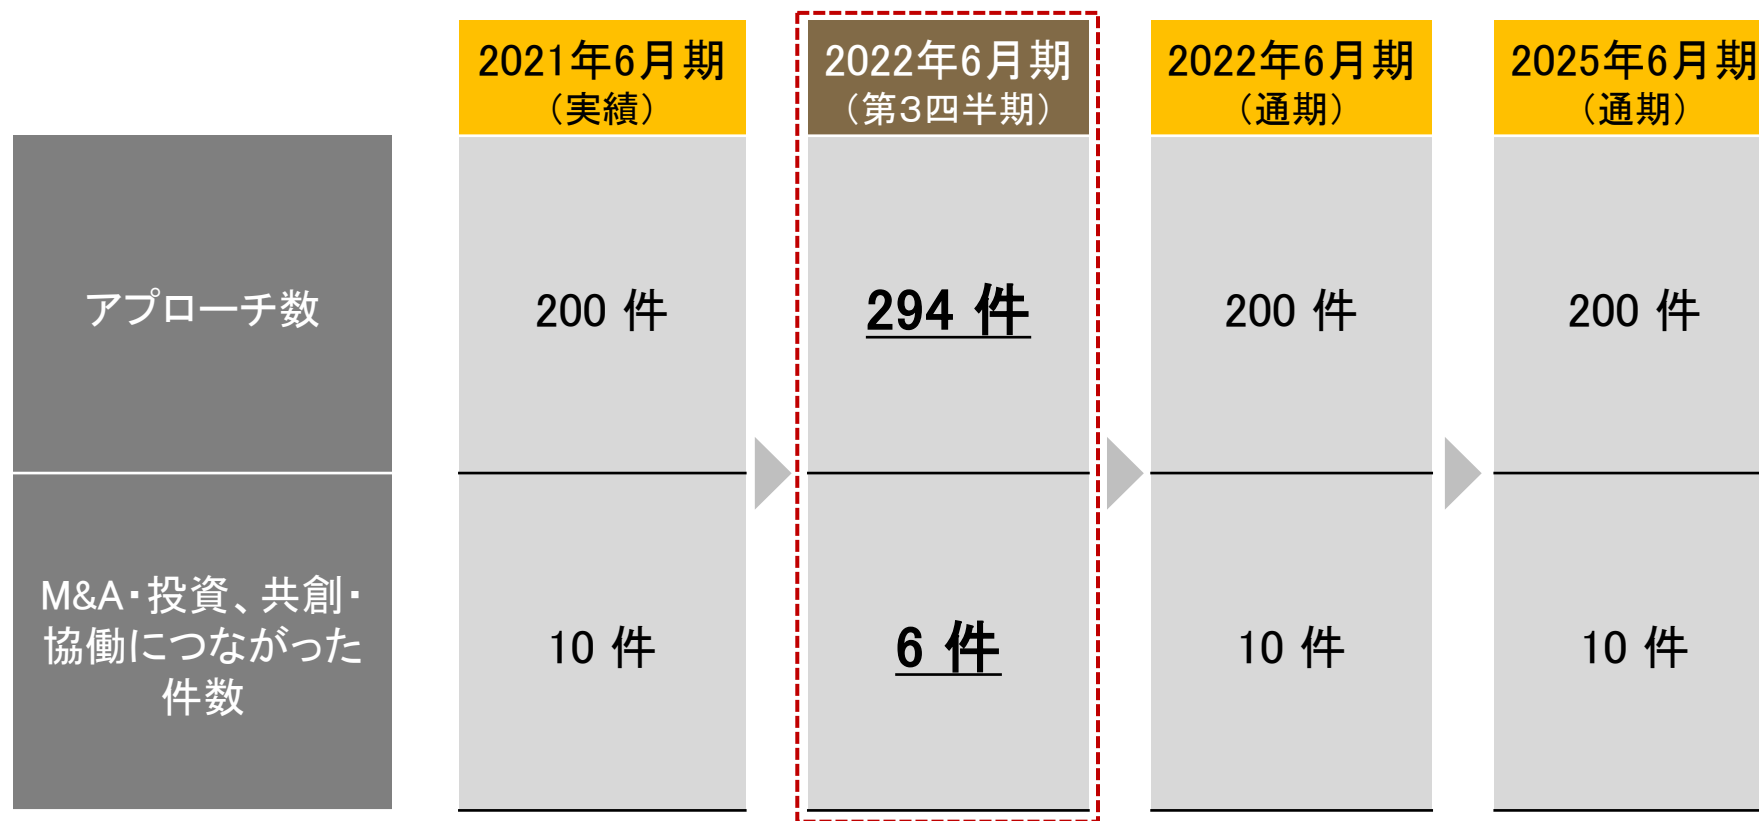 2021年6月期
（実績）
2022年6月期
（第３四半期）
2022年6月期
（通期）
2025年6月期
（通期）
アプローチ数
200 件
294 件
200 件
200 件
M&A・投資、共創・
協働につながった
件数
10 件
6 件
10 件
10 件